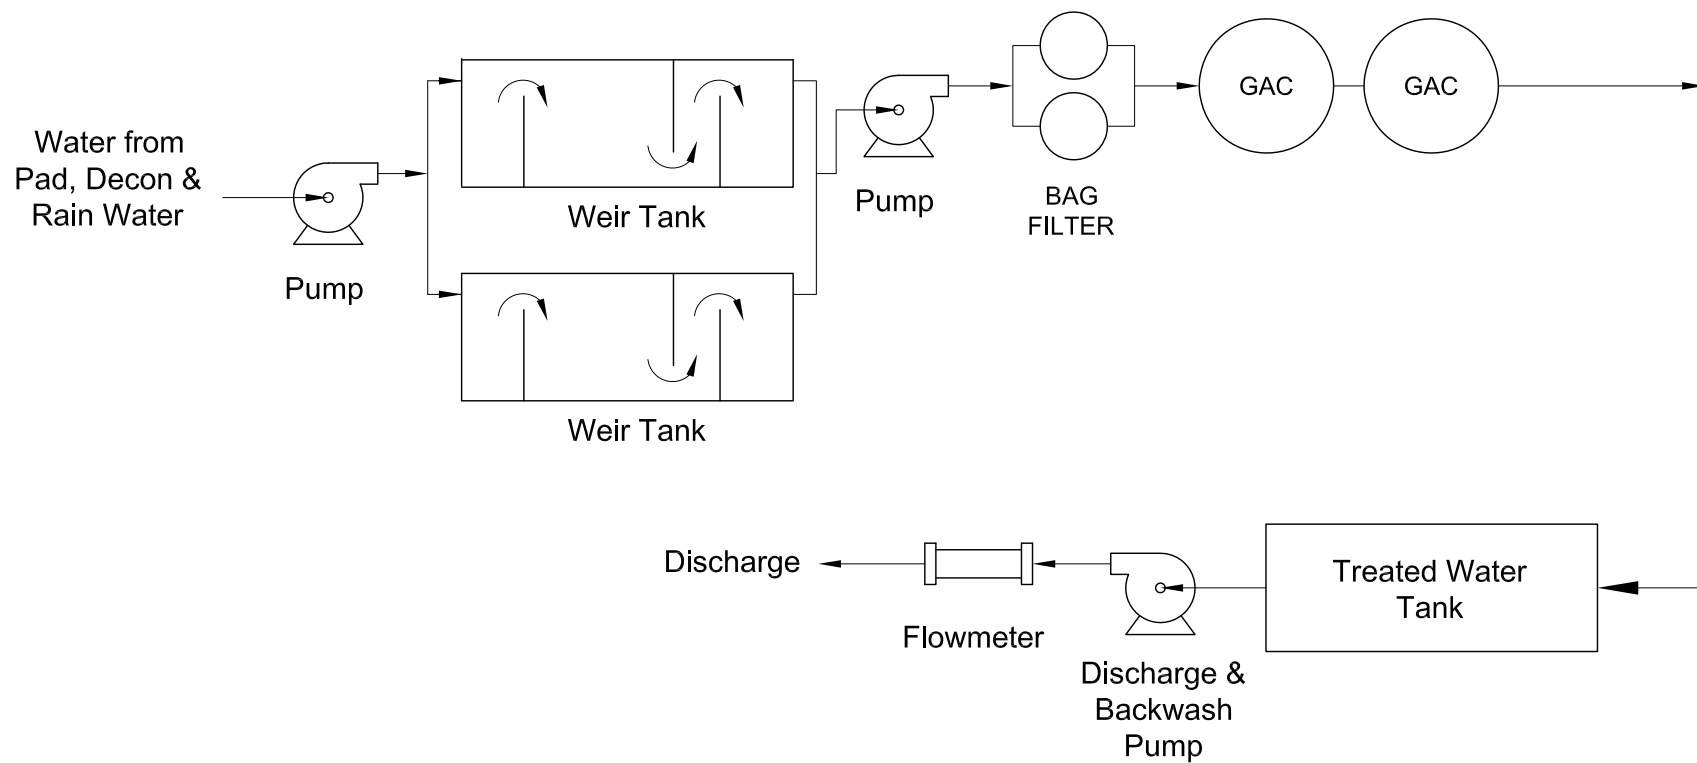 Water from
Pad, Decon &
Rain Water
Pump
Weir Tank
Weir Tank
Pump
BAG
FILTER
GAC
GAC
Discharge
Flowmeter
Discharge &
Backwash
Pump
Treated Water
Tank